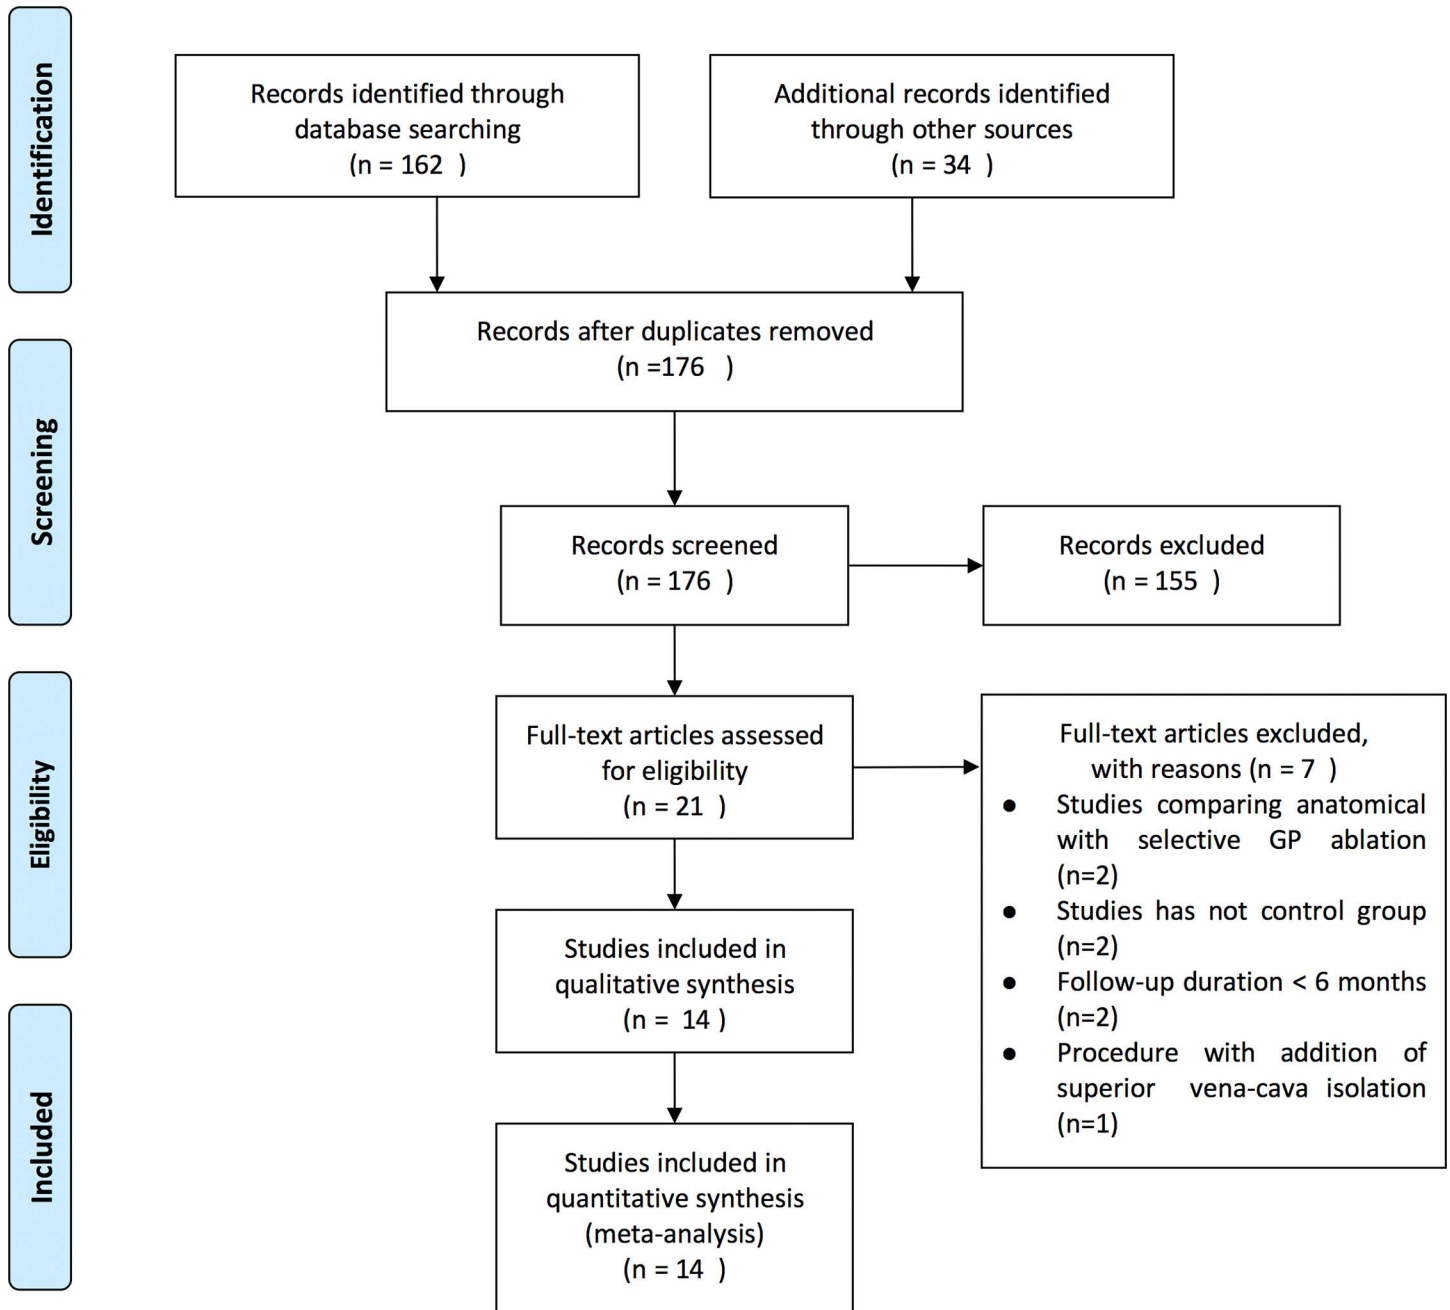 Identification
Records identified through
database searching
(n = 162 )
Additional records identified
through other sources
(n = 34 )
Records after duplicates removed
(n =176 )
Screening
Records screened
(n = 176 )
Records excluded
(n = 155 )
Eligibility
Full-text articles assessed
for eligibility
(n = 21 )
Full-text articles excluded,
with reasons (n = 7 )
● Studies comparing anatomical
with selective GP ablation
(n=2)
● Studies has not control group
(n=2)
● Follow-up duration < 6 months
(n=2)
● Procedure with addition of
superior vena-cava isolation
(n=1)
Studies included in
qualitative synthesis
(n = 14 )
Included
Studies included in
quantitative synthesis
(meta-analysis)
(n = 14 )